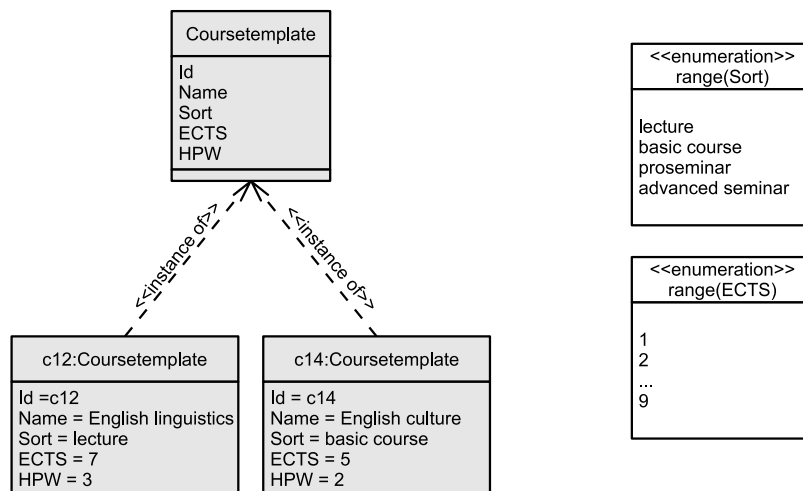 Coursetemplate
Id
Name
Sort
ECTS
HPW
<<enumeration>>
range(Sort)
lecture
basic course
proseminar
advanced seminar
<<instance of>>
<<instance of>>
<<enumeration>>
range(ECTS)
1
2
...
9
c12:Coursetemplate
Id =c12
Name = English linguistics
Sort = lecture
ECTS = 7
HPW = 3
c14:Coursetemplate
Id = c14
Name = English culture
Sort = basic course
ECTS = 5
HPW = 2